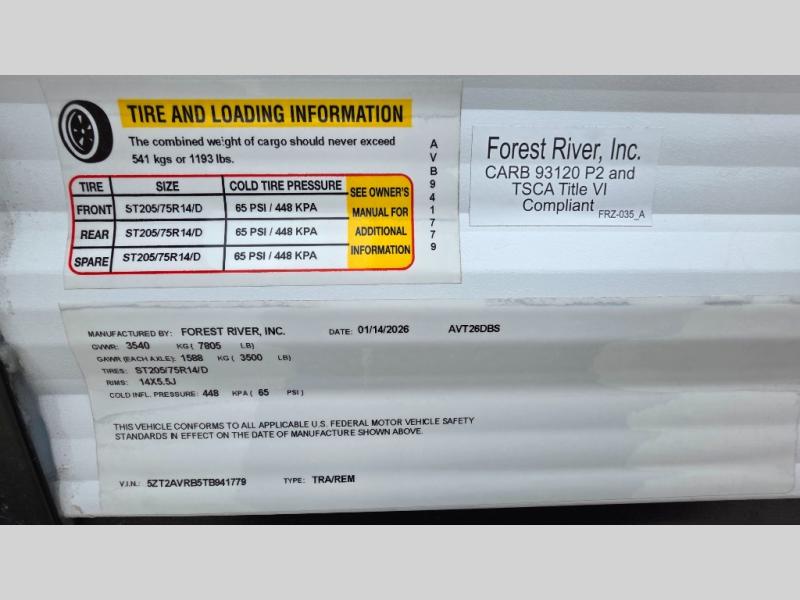 TIRE AND LOADING INFORMATION
The combined weight of cargo should never exceed
541 kgs or 1193 lbs.
TIRE SIZE COLD TIRE PRESSURE
FRONT ST205/75R14/D 65 PSI / 448 KPA
REAR ST205/75R14/D 65 PSI / 448 KPA
SPARE ST205/75R14/D 65 PSI / 448 KPA
SEE OWNER'S
MANUAL FOR
ADDITIONAL
INFORMATION
AVB941779
Forest River, Inc.
CARB 93120 P2 and
TSCA Title VI
Compliant
FRZ-035_A
MANUFACTURED BY: FOREST RIVER, INC. DATE: 01/14/2026 AVT26DBS
GVWR: 3540 KG ( 7805 LB)
GAWR (EACH AXLE): 1588 KG ( 3500 LB)
TIRES: ST205/75R14/D
RIMS: 14X5.5J
COLD INFL. PRESSURE: 448 KPA ( 65 PSI )
THIS VEHICLE CONFORMS TO ALL APPLICABLE U.S. FEDERAL MOTOR VEHICLE SAFETY
STANDARDS IN EFFECT ON THE DATE OF MANUFACTURE SHOWN ABOVE.
V.I.N.: 5ZT2AVRB5TB941779 TYPE: TRA/REM